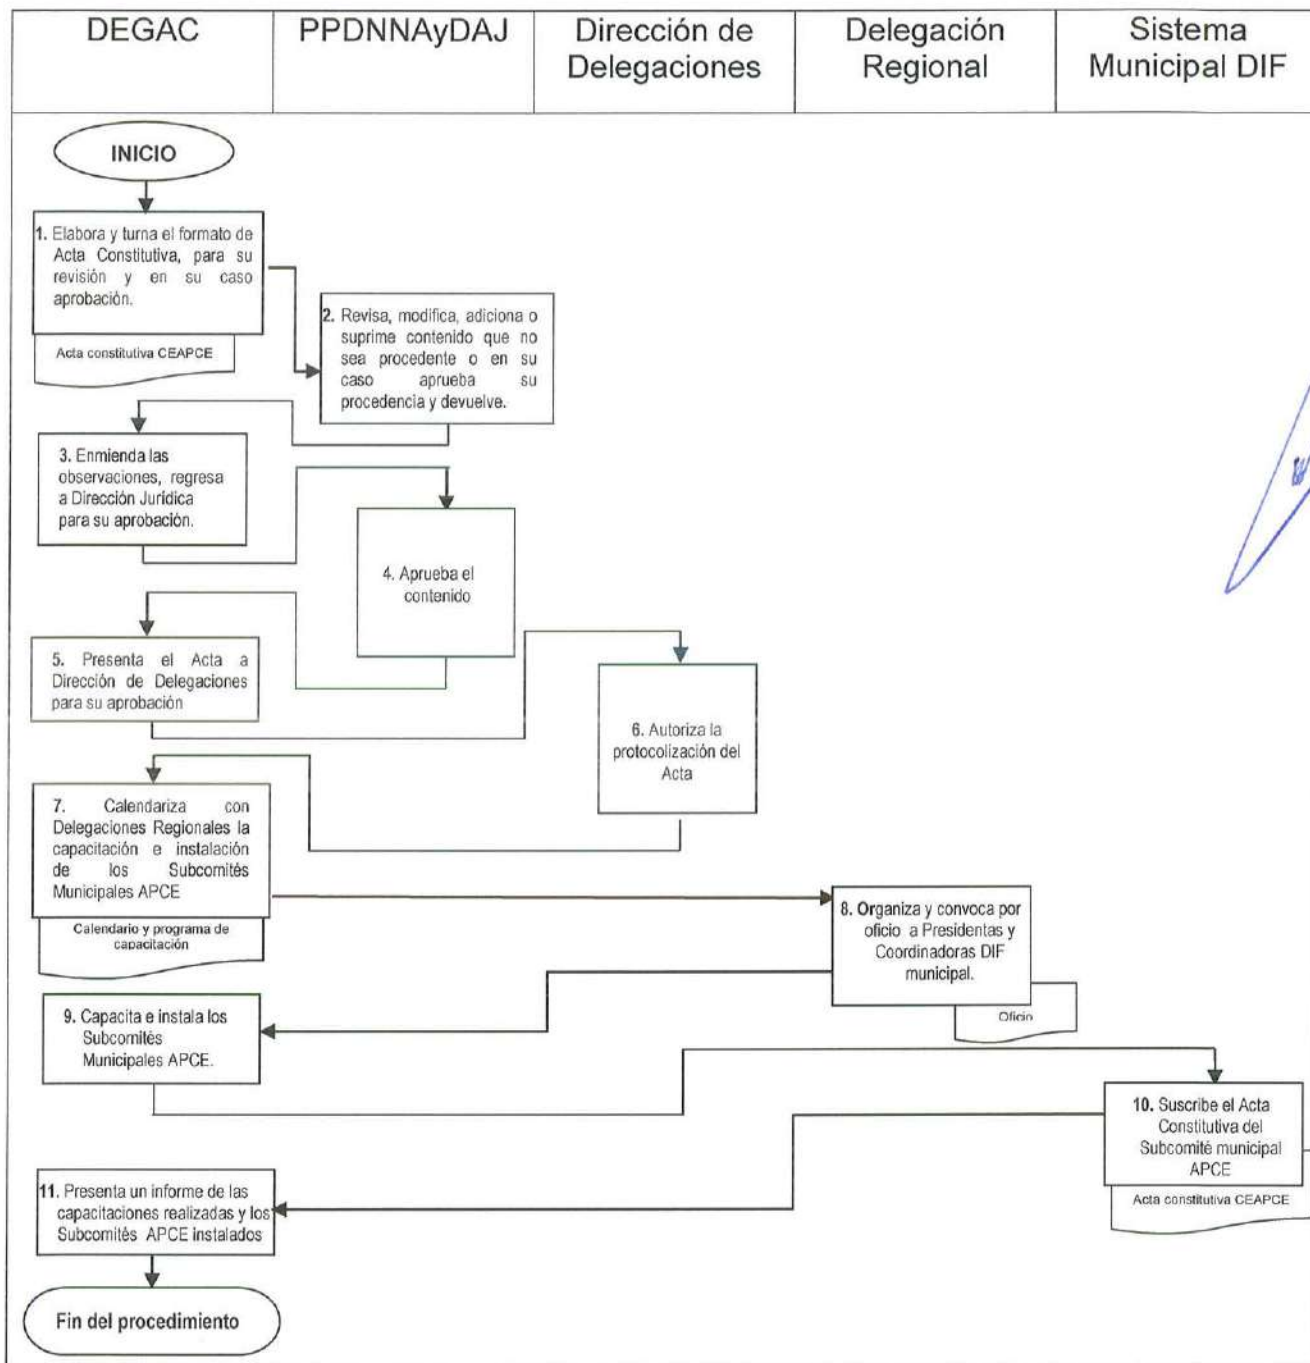 DEGAC
PPDNNAyDAJ
Dirección de
Delegaciones
Delegación
Regional
Sistema
Municipal DIF
INICIO
1. Elabora y turna el formato de
Acta Constitutiva, para su
revisión y en su caso
aprobación.
Acta constitutiva CEAPCE
2. Revisa, modifica, adiciona o
suprime contenido que no
sea procedente o en su
caso aprueba su
procedencia y devuelve.
3. Enmienda las
observaciones, regresa
a Dirección Jurídica
para su aprobación.
4. Aprueba el
contenido
5. Presenta el Acta a
Dirección de Delegaciones
para su aprobación
6. Autoriza la
protocolización del
Acta
7. Calendariza con
Delegaciones Regionales la
capacitación e instalación
de los Subcomités
Municipales APCE
Calendario y programa de
capacitación
8. Organiza y convoca por
oficio a Presidentas y
Coordinadoras DIF
municipal.
Oficio
9. Capacita e instala los
Subcomités
Municipales APCE.
10. Suscribe el Acta
Constitutiva del
Subcomité municipal
APCE
Acta constitutiva CEAPCE
11. Presenta un informe de las
capacitaciones realizadas y los
Subcomités APCE instalados
Fin del procedimiento